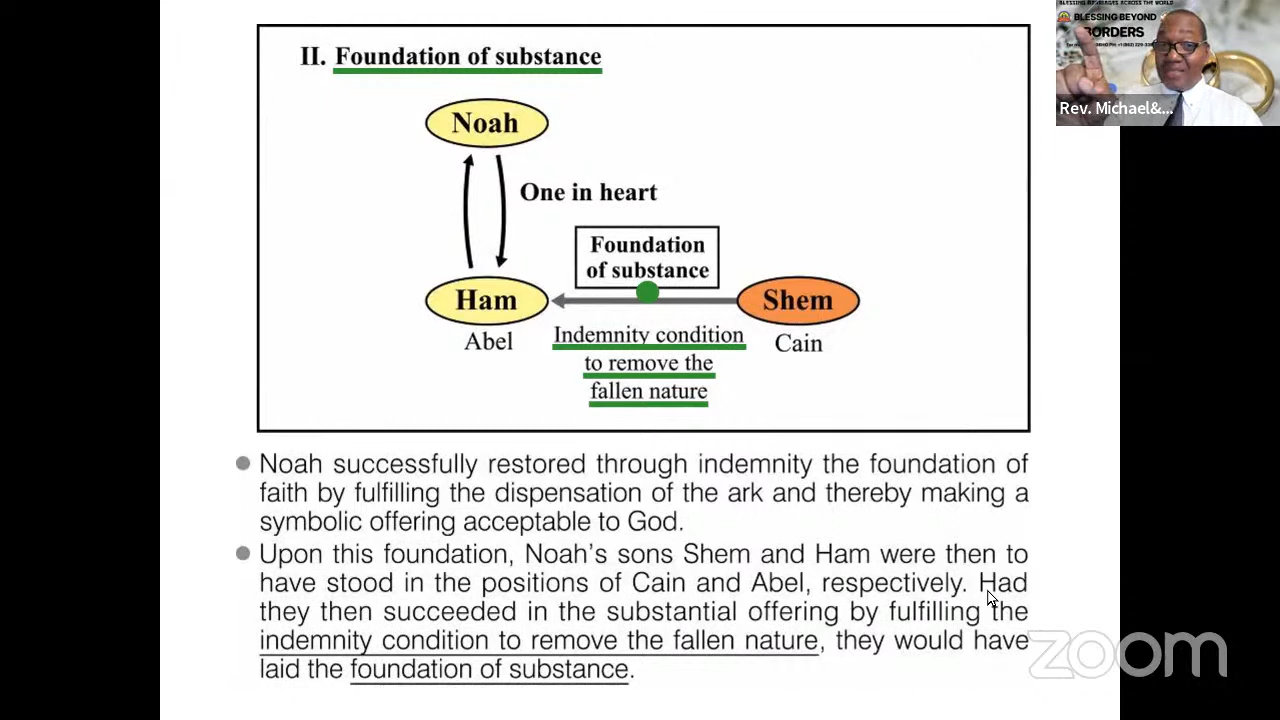 II. Foundation of substance
Noah
One in heart
Foundation
of substance
Ham
Shem
Abel
Indemnity condition
to remove the
fallen nature
Cain
● Noah successfully restored through indemnity the foundation of
faith by fulfilling the dispensation of the ark and thereby making a
symbolic offering acceptable to God.
● Upon this foundation, Noah's sons Shem and Ham were then to
have stood in the positions of Cain and Abel, respectively. Had
they then succeeded in the substantial offering by fulfilling the
indemnity condition to remove the fallen nature, they would have
laid the foundation of substance.
BLESSING BEYOND
BORDERS
Rev. Michael&...
zoom